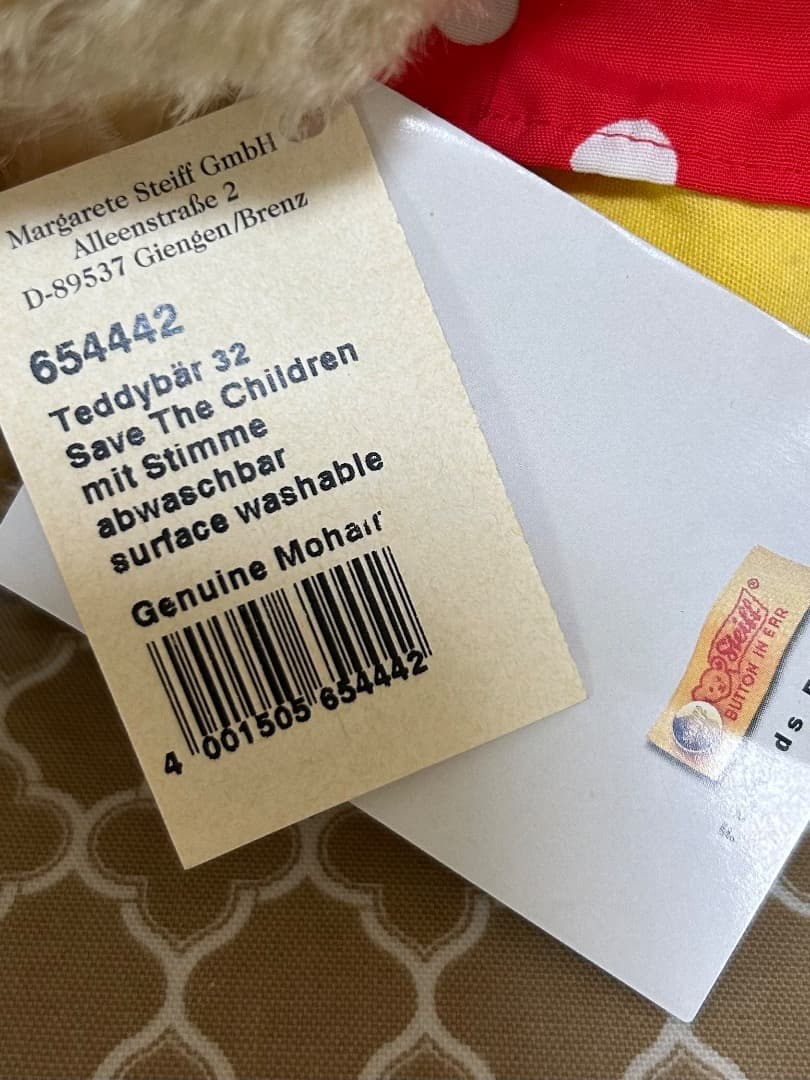 Margarete Steiff GmbH
Alleenstraße 2
D-89537 Giengen/Brenz
654442
Teddybär 32
Save The Children
mit Stimme
abwaschbar
surface washable
Genuine Mohair
4 001505 654442
Steiff®
BUTTON IN EAR
ds